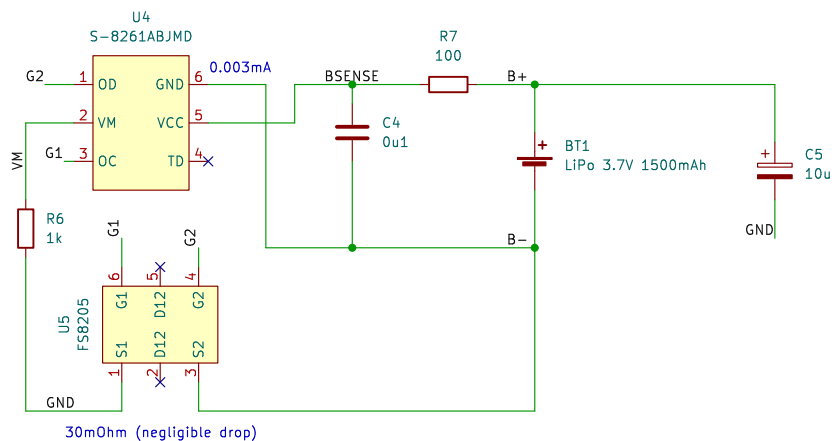 U4
S-8261ABJMD
R7
100
0.003mA
G2
1
OD
GND
6
BSENSE
B+
2
VM
VCC
5
C4
0u1
BT1
LiPo 3.7V 1500mAh
C5
10u
G1
3
OC
TD
4
VM
R6
1k
G1
G2
B-
GND
6
5
4
G1
D12
G2
U5
FS8205
S1
D12
S2
1
2
3
GND
30mOhm (negligible drop)